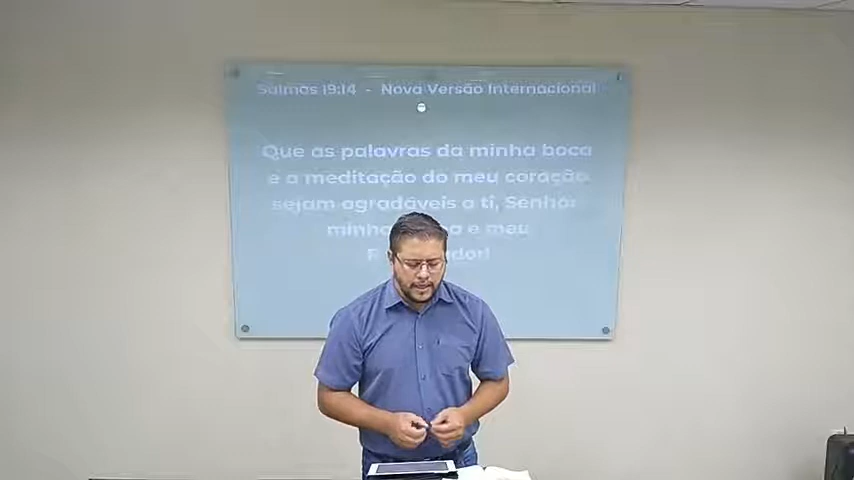 Salmos 19:14 - Nova Versão Internacional
Que as palavras da minha boca
e a meditação do meu coração
sejam agradáveis a ti, Senhor
minha e meu